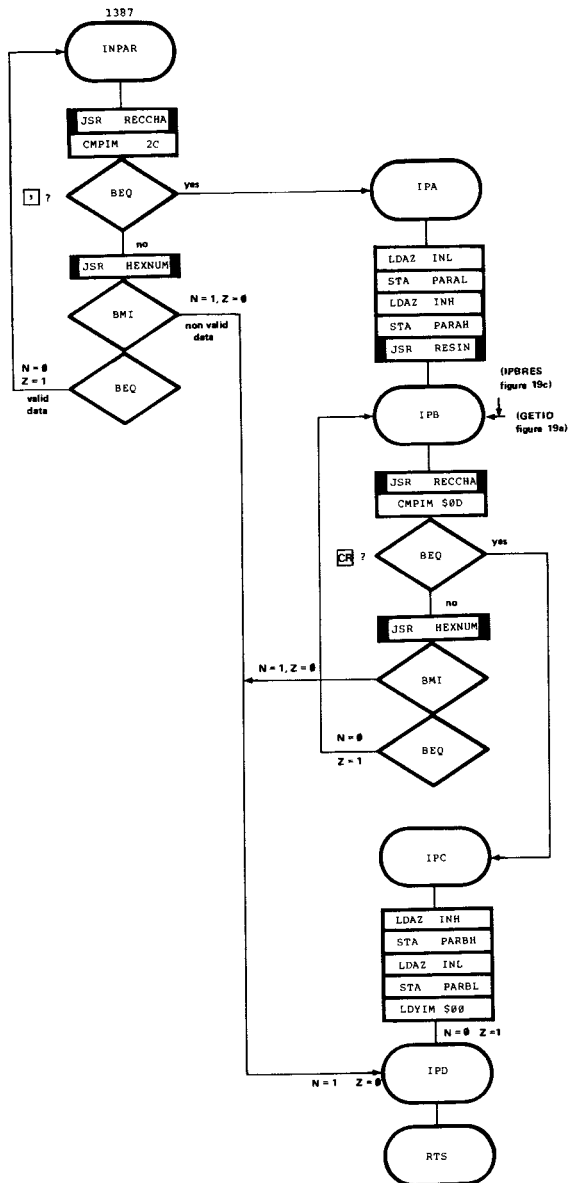 1387
INPAR
JSR RECCHA
CMPIM 2C
, ?
BEQ
yes
no
JSR HEXNUM
BMI
N = 1, Z = 0
non valid
data
BEQ
N = 0
Z = 1
valid
data
IPA
LDAZ INL
STA PARAL
LDAZ INH
STA PARAH
JSR RESIN
IPB
(IPBRES
figure 19c)
(GETID
figure 19a)
JSR RECCHA
CMPIM $0D
CR ?
BEQ
yes
no
JSR HEXNUM
BMI
N = 1, Z = 0
BEQ
N = 0
Z = 1
IPC
LDAZ INH
STA PARBH
LDAZ INL
STA PARBL
LDYIM $00
N = 0 Z = 1
IPD
N = 1 Z = 0
RTS